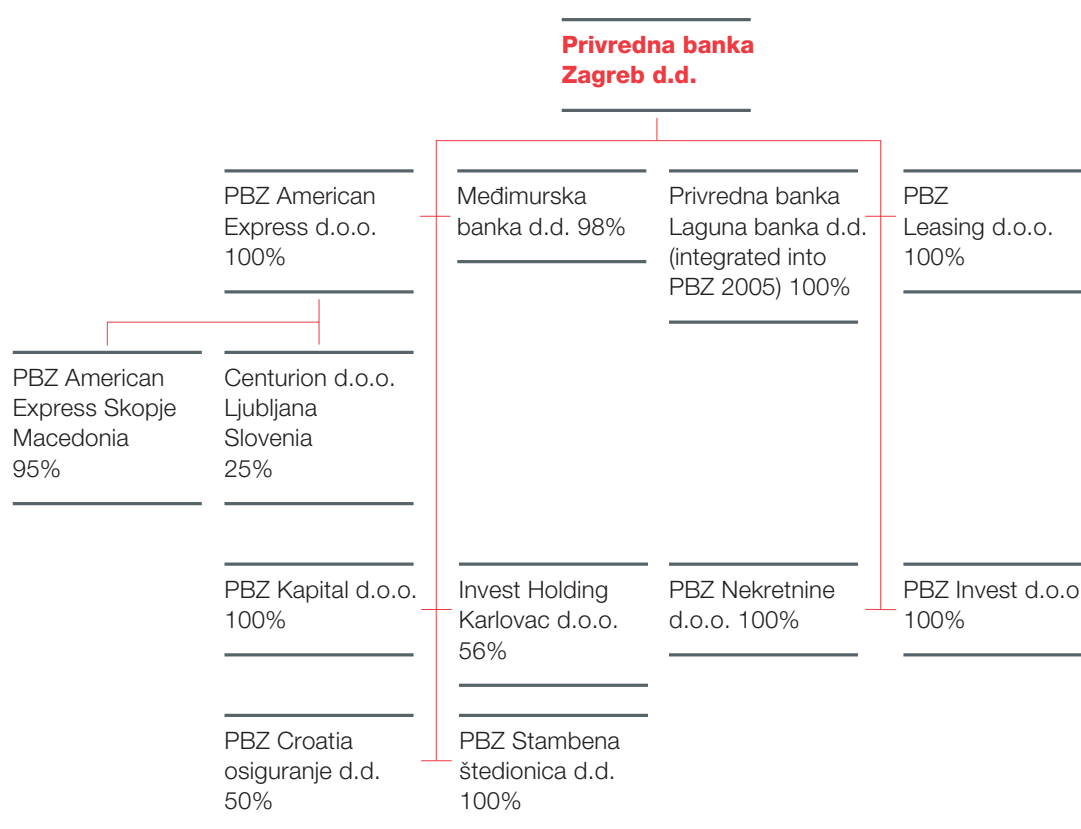 Privredna banka
Zagreb d.d.
PBZ American
Express d.o.o.
100%
Međimurska
banka d.d. 98%
Privredna banka
Laguna banka d.d.
(integrated into
PBZ 2005) 100%
PBZ
Leasing d.o.o.
100%
PBZ American
Express Skopje
Macedonia
95%
Centurion d.o.o.
Ljubljana
Slovenia
25%
PBZ Kapital d.o.o.
100%
Invest Holding
Karlovac d.o.o.
56%
PBZ Nekretnine
d.o.o. 100%
PBZ Invest d.o.o
100%
PBZ Croatia
osiguranje d.d.
50%
PBZ Stambena
štedionica d.d.
100%